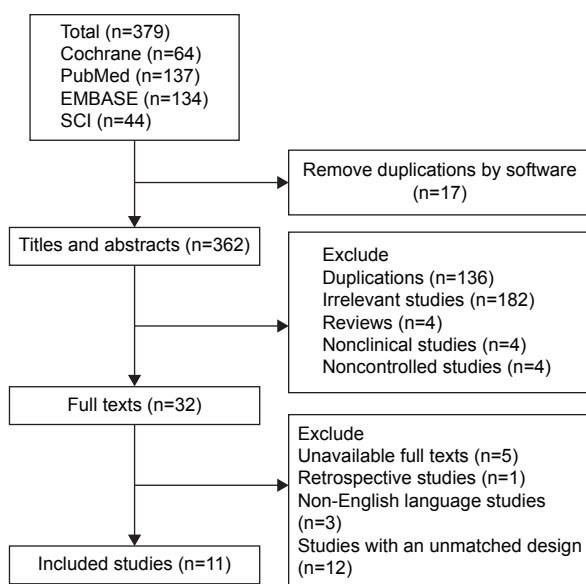 Total (n=379)
Cochrane (n=64)
PubMed (n=137)
EMBASE (n=134)
SCI (n=44)
Remove duplications by software
(n=17)
Titles and abstracts (n=362)
Exclude
Duplications (n=136)
Irrelevant studies (n=182)
Reviews (n=4)
Nonclinical studies (n=4)
Noncontrolled studies (n=4)
Full texts (n=32)
Exclude
Unavailable full texts (n=5)
Retrospective studies (n=1)
Non-English language studies
(n=3)
Studies with an unmatched design
(n=12)
Included studies (n=11)